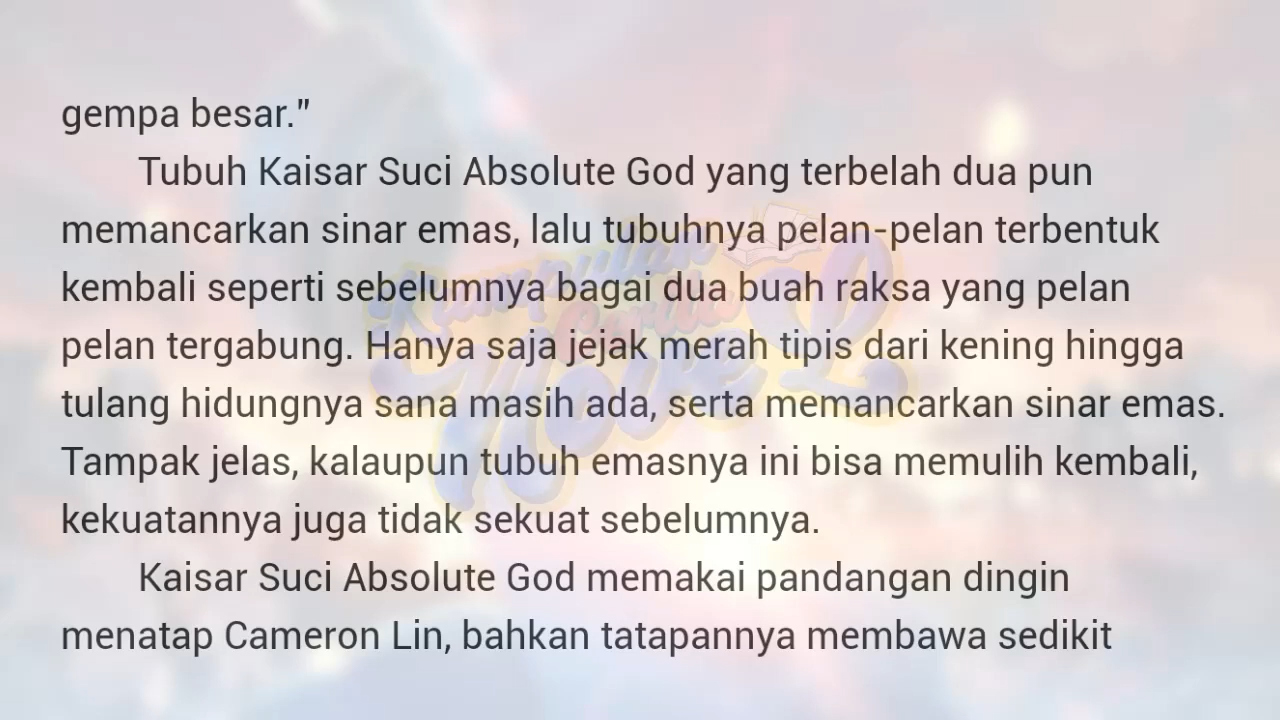 gempa besar."
Tubuh Kaisar Suci Absolute God yang terbelah dua pun
memancarkan sinar emas, lalu tubuhnya pelan-pelan terbentuk
kembali seperti sebelumnya bagai dua buah raksa yang pelan
pelan tergabung. Hanya saja jejak merah tipis dari kening hingga
tulang hidungnya sana masih ada, serta memancarkan sinar emas.
Tampak jelas, kalaupun tubuh emasnya ini bisa memulih kembali,
kekuatannya juga tidak sekuat sebelumnya.
Kaisar Suci Absolute God memakai pandangan dingin
menatap Cameron Lin, bahkan tatapannya membawa sedikit
Kumpulan
Cerita
Novel